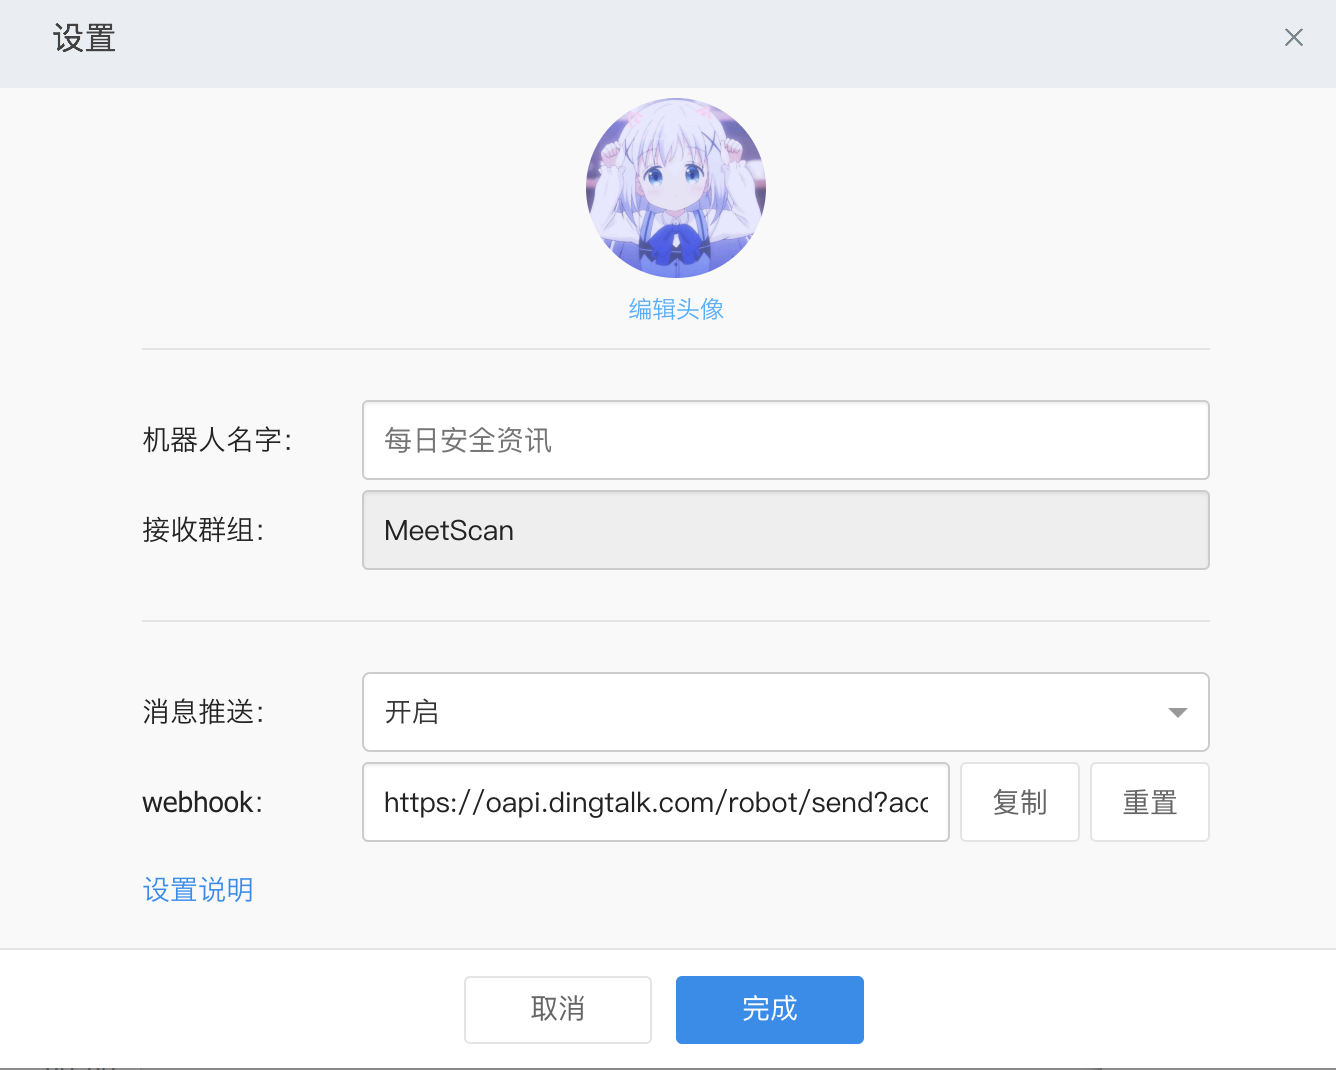 设置
编辑头像
机器人名字: 每日安全资讯
接收群组: MeetScan
消息推送: 开启
webhook: https://oapi.dingtalk.com/robot/send?acc 复制 重置
设置说明
取消 完成